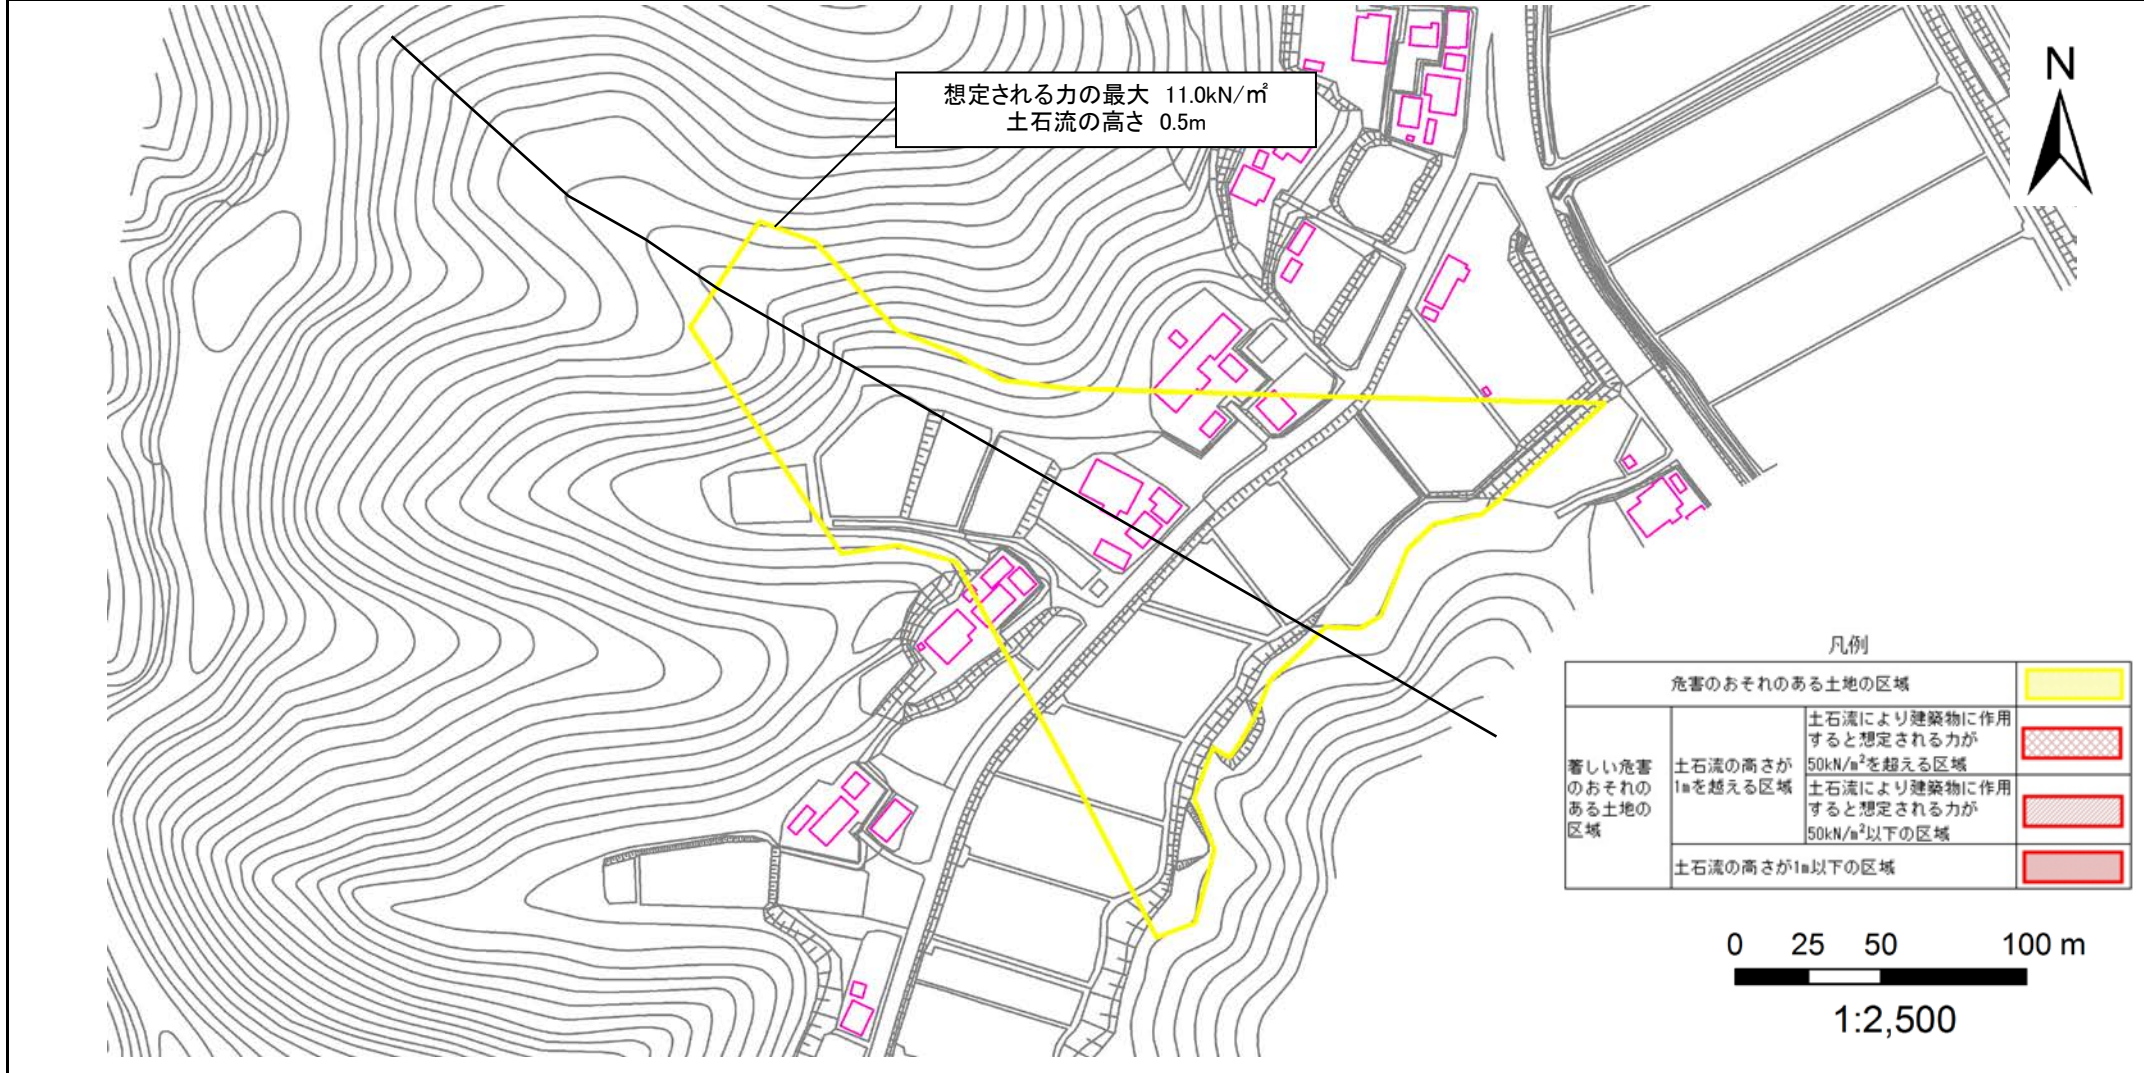 想定される力の最大 11.0kN/㎡
土石流の高さ 0.5m
N
凡例
危害のおそれのある土地の区域
著しい危害
のおそれの
ある土地の
区域
土石流の高さが
1mを越える区域
土石流により建築物に作用
すると想定される力が
50kN/m²を超える区域
土石流により建築物に作用
すると想定される力が
50kN/m²以下の区域
土石流の高さが1m以下の区域
0 25 50 100 m
1:2,500